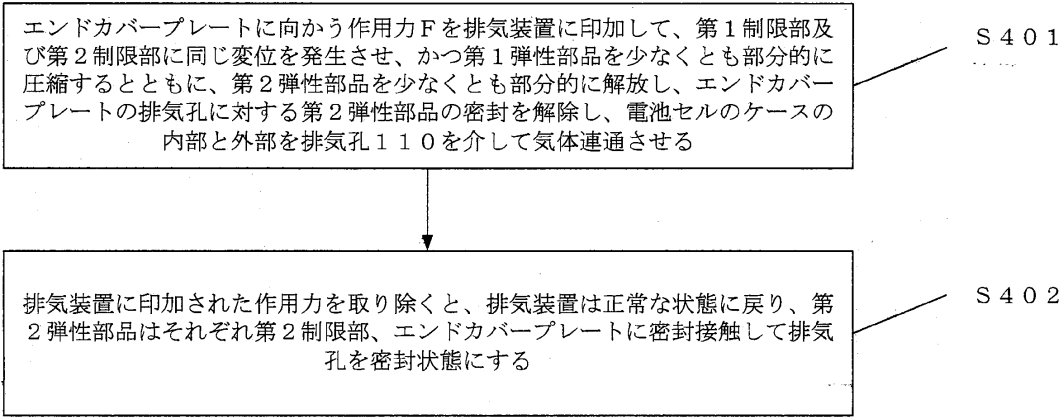 エンドカバープレートに向かう作用力Fを排気装置に印加して、第1制限部及
び第2制限部に同じ変位を発生させ、かつ第1弾性部品を少なくとも部分的に
圧縮するとともに、第2弾性部品を少なくとも部分的に解放し、エンドカバー
プレートの排気孔に対する第2弾性部品の密封を解除し、電池セルのケースの
内部と外部を排気孔110を介して気体連通させる
S401
排気装置に印加された作用力を取り除くと、排気装置は正常な状態に戻り、第
2弾性部品はそれぞれ第2制限部、エンドカバープレートに密封接触して排気
孔を密封状態にする
S402